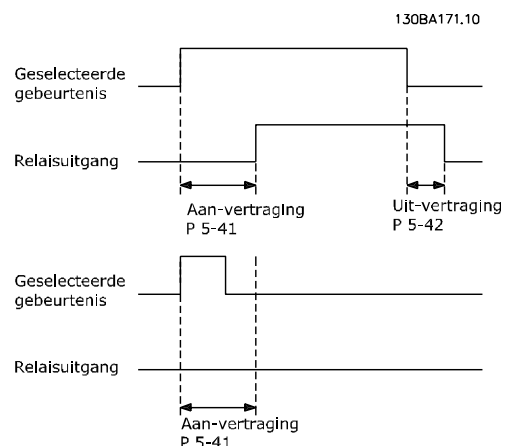 130BA171.10
Geselecteerde
gebeurtenis
Relaisuitgang
Aan-vertraging
P 5-41
Uit-vertraging
P 5-42
Geselecteerde
gebeurtenis
Relaisuitgang
Aan-vertraging
P 5-41